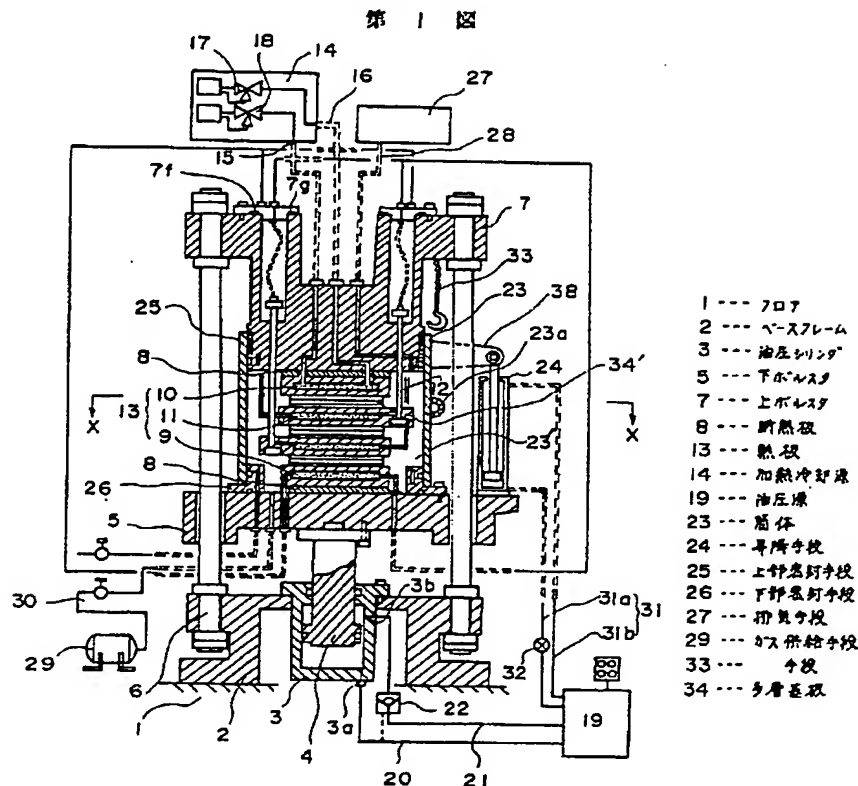 第 1 図
17
18
14
16
27
15
28
7f
7g
7
33
25
23
38
23a
24
8
34'
10
12
13
11
X
X
9
23'
8
26
5
3b
31a
31
30
31b
32
29
6
3
3a
22
19
1
2
4
20
21
1 --- フロア
2 --- ベースフレーム
3 --- 油圧シリンダ
5 --- 下ボルスタ
7 --- 上ボルスタ
8 --- 断熱板
13 --- 熱板
14 --- 加熱冷却源
19 --- 油圧源
23 --- 筒体
24 --- 昇降手段
25 --- 上部密封手段
26 --- 下部密封手段
27 --- 排気手段
29 --- ガス供給手段
33 --- 手段
34 --- 多層基板